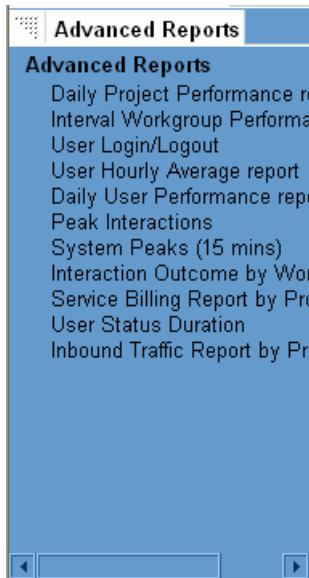 Advanced Reports
Advanced Reports
Daily Project Performance
Interval Workgroup Performa
User Login/Logout
User Hourly Average report
Daily User Performance repo
Peak Interactions
System Peaks (15 mins)
Interaction Outcome by Wor
Service Billing Report by Pro
User Status Duration
Inbound Traffic Report by Pr